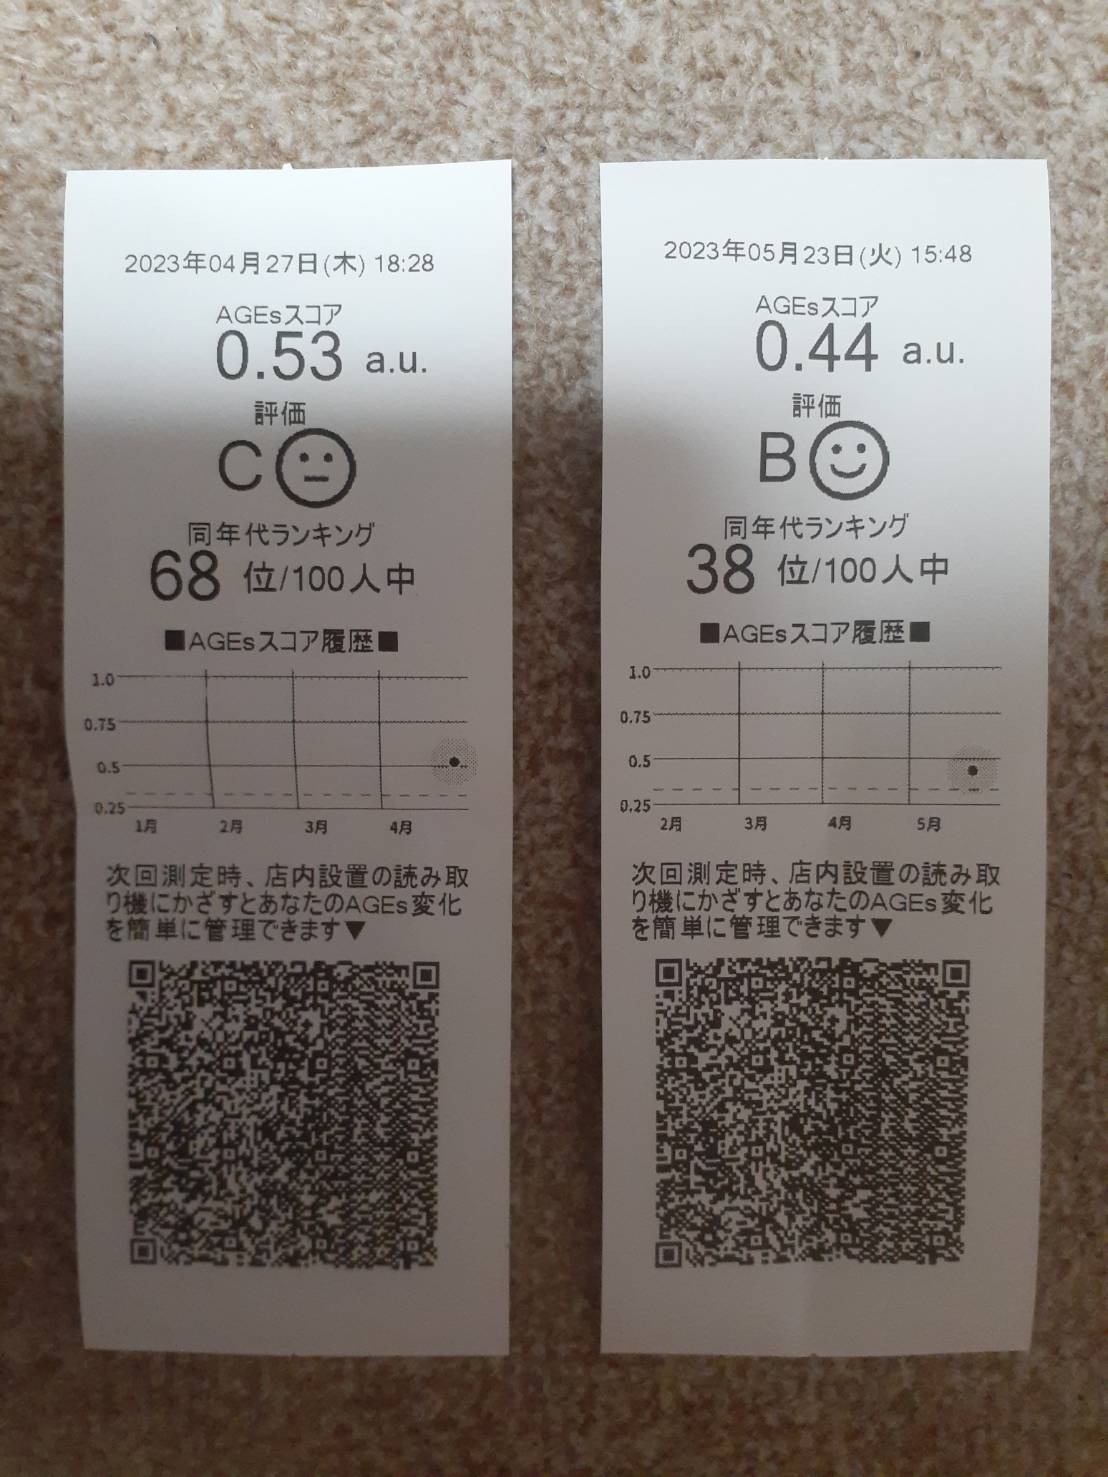 2023年04月27日(木) 18:28
AGEsスコア
0.53 a.u.
評価
C
同年代ランキング
68 位/100人中
■AGEsスコア履歴■
1.0
0.75
0.5
0.25
1月 2月 3月 4月
次回測定時、店内設置の読み取
り機にかざすとあなたのAGEs変化
を簡単に管理できます▼
2023年05月23日(火) 15:48
AGEsスコア
0.44 a.u.
評価
B
同年代ランキング
38 位/100人中
■AGEsスコア履歴■
1.0
0.75
0.5
0.25
2月 3月 4月 5月
次回測定時、店内設置の読み取
り機にかざすとあなたのAGEs変化
を簡単に管理できます▼